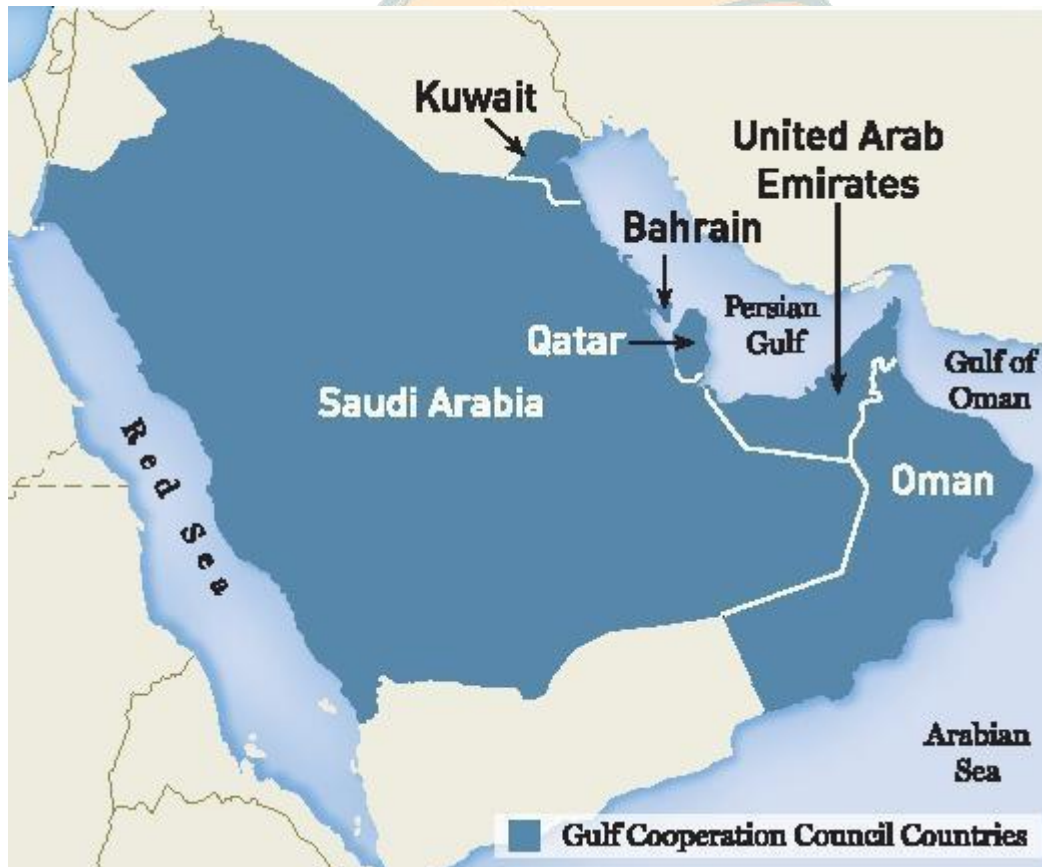 Kuwait
United Arab
Emirates
Bahrain
Persian
Gulf
Qatar
Gulf of
Oman
Saudi Arabia
Red Sea
Oman
Arabian
Sea
Gulf Cooperation Council Countries